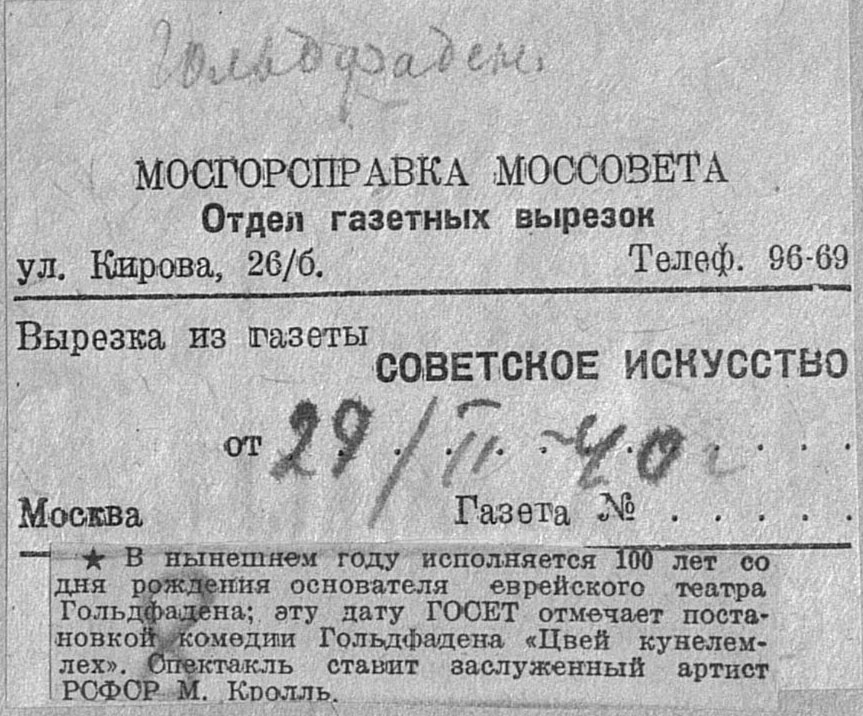 Гольдфаден.
МОСГОРСПРАВКА МОССОВЕТА
Отдел газетных вырезок
ул. Кирова, 26/б. Телеф. 96-69
Вырезка из газеты
СОВЕТСКОЕ ИСКУССТВО
от 29/II-40 г
Москва Газета № . . . . .
★ В нынешнем году исполняется 100 лет со
дня рождения основателя еврейского театра
Гольдфадена; эту дату ГОСЕТ отмечает поста-
новкой комедии Гольдфадена «Цвей кунелем-
лех». Спектакль ставит заслуженный артист
РСФСР М. Кролль.